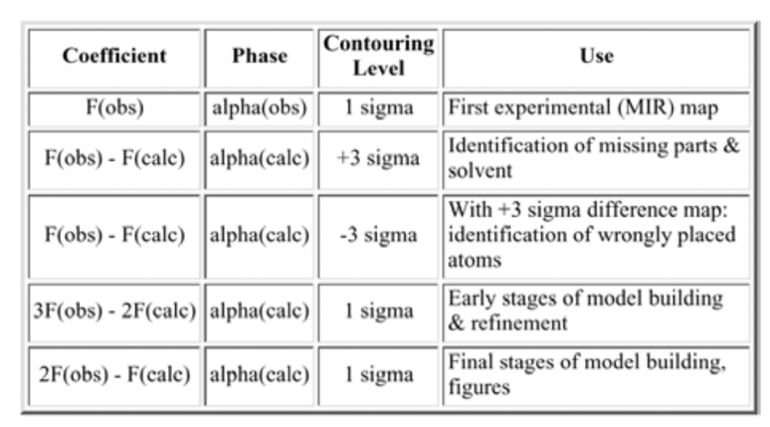 Coefficient Phase Contouring Level Use
F(obs) alpha(obs) 1 sigma First experimental (MIR) map
F(obs) - F(calc) alpha(calc) +3 sigma Identification of missing parts &
solvent
F(obs) - F(calc) alpha(calc) -3 sigma With +3 sigma difference map:
identification of wrongly placed
atoms
3F(obs) - 2F(calc) alpha(calc) 1 sigma Early stages of model building
& refinement
2F(obs) - F(calc) alpha(calc) 1 sigma Final stages of model building,
figures